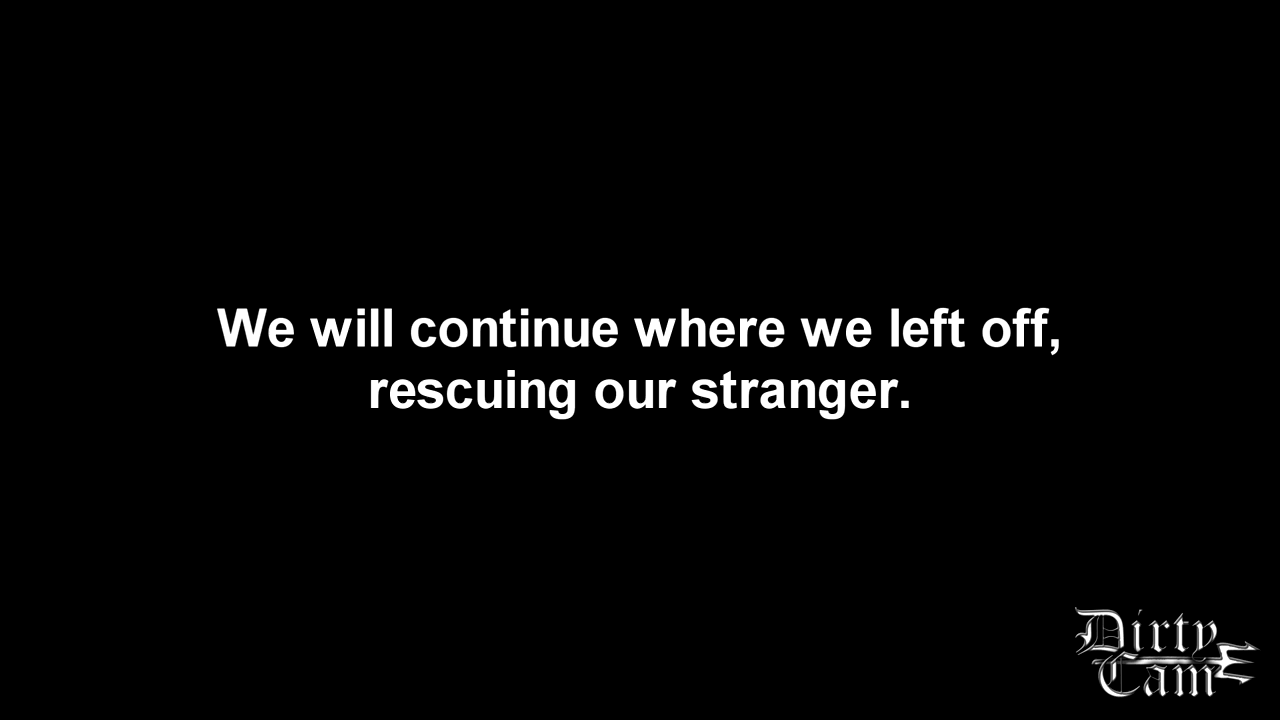 We will continue where we left off,
rescuing our stranger.
Dirty
Cam